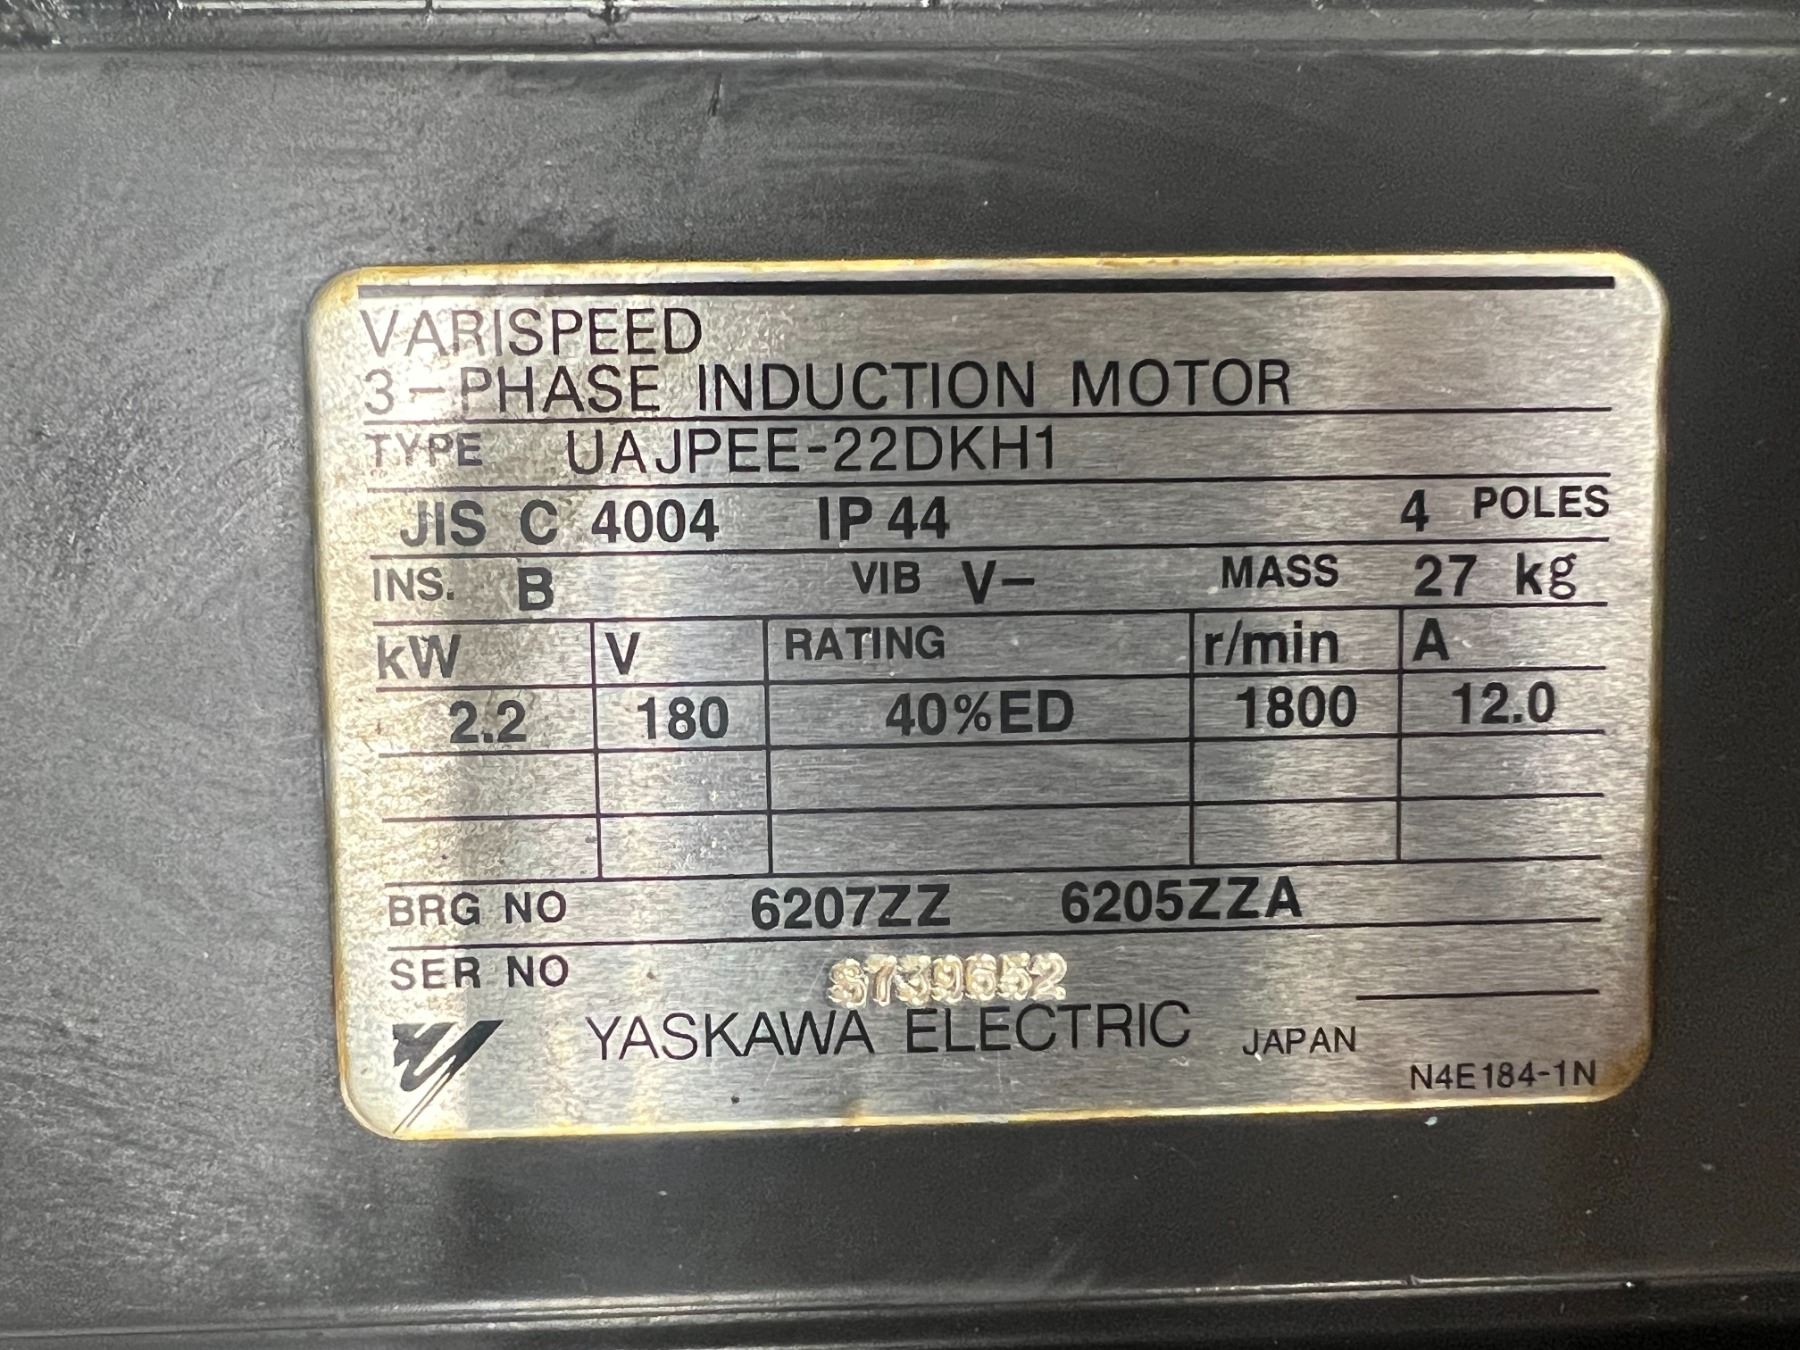 VARISPEED
3-PHASE INDUCTION MOTOR
TYPE UAJPEE-22DKH1
JIS C 4004 IP 44 4 POLES
INS. B VIB V- MASS 27 kg
kW V RATING r/min A
2.2 180 40%ED 1800 12.0
BRG NO 6207ZZ 6205ZZA
SER NO S739652
YASKAWA ELECTRIC JAPAN
N4E184-1N